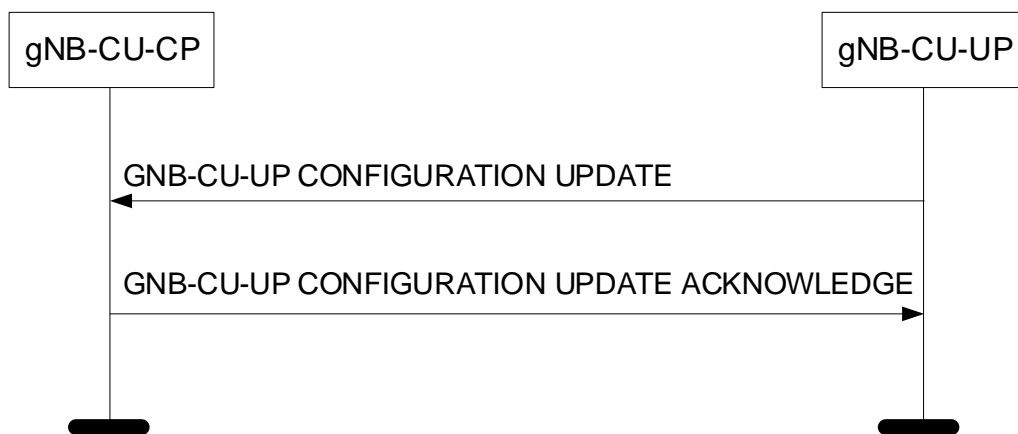 gNB-CU-CP
gNB-CU-UP
GNB-CU-UP CONFIGURATION UPDATE
GNB-CU-UP CONFIGURATION UPDATE ACKNOWLEDGE